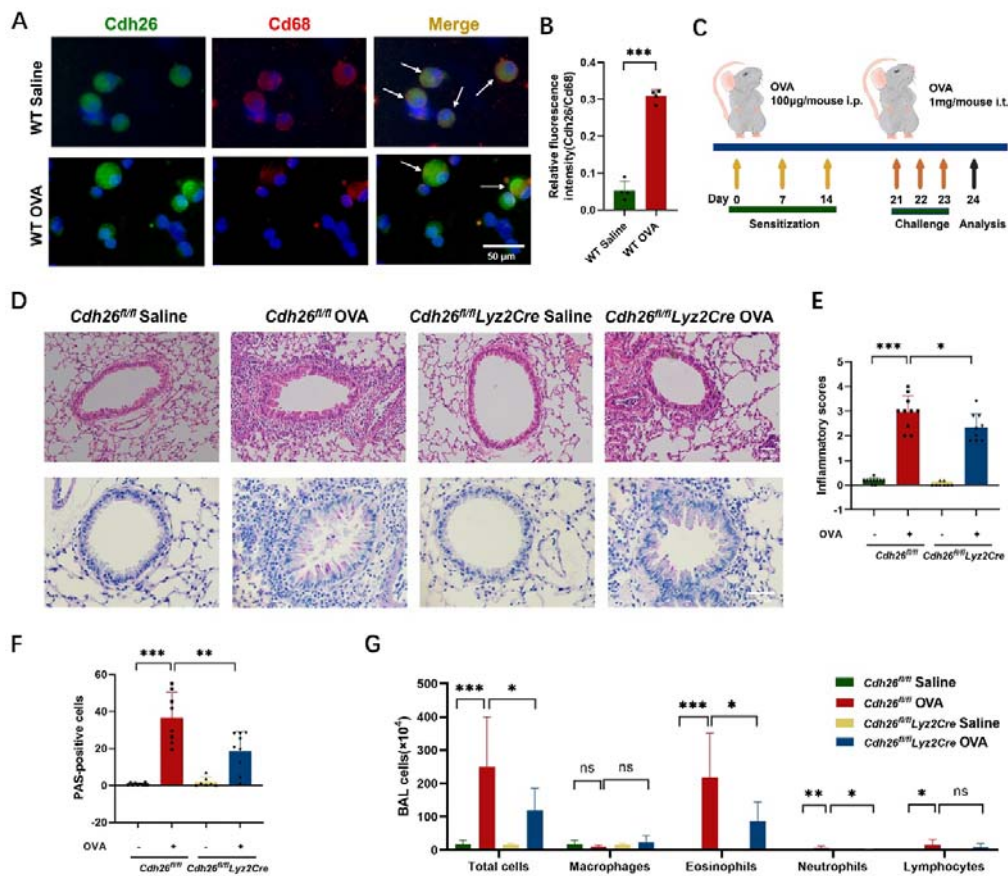 A
Cdh26
Cd68
Merge
WT Saline
WT OVA
50 µm
B
***
Relative fluorescence
intensity(Cdh26/Cd68)
0.4
0.3
0.2
0.1
0.0
WT Saline
WT OVA
C
OVA
100µg/mouse i.p.
OVA
1mg/mouse i.t.
Day 0 7 14 21 22 23 24
Sensitization Challenge Analysis
D
Cdh26fl/fl Saline
Cdh26fl/fl OVA
Cdh26fl/flLyz2Cre Saline
Cdh26fl/flLyz2Cre OVA
E
*** *
Inflammatory scores
5
4
3
2
1
0
-1
OVA - + - +
Cdh26fl/fl Cdh26fl/flLyz2Cre
F
*** **
PAS-positive cells
60
40
20
0
-20
OVA - + - +
Cdh26fl/fl Cdh26fl/flLyz2Cre
G
Cdh26fl/fl Saline
Cdh26fl/fl OVA
Cdh26fl/flLyz2Cre Saline
Cdh26fl/flLyz2Cre OVA
BAL cells(×10⁴)
500
400
300
200
100
0
*** * ns ns *** * ** * * ns
Total cells Macrophages Eosinophils Neutrophils Lymphocytes